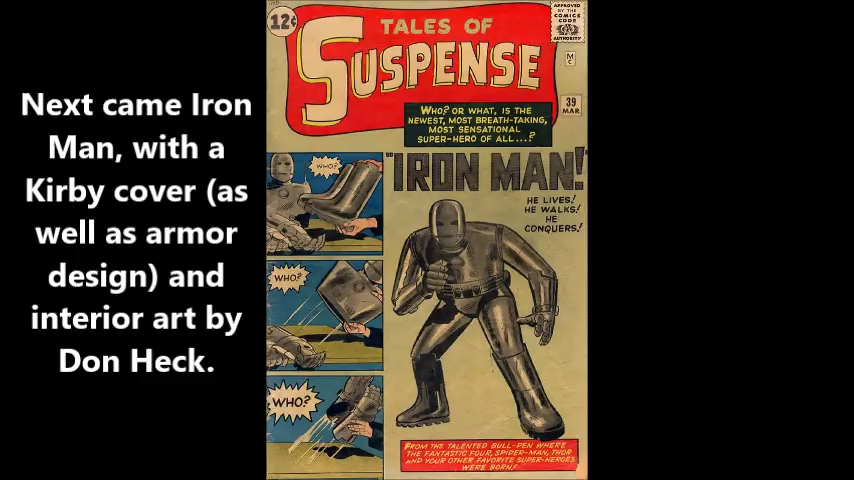 Next came Iron
Man, with a
Kirby cover (as
well as armor
design) and
interior art by
Don Heck.
12¢
TALES OF
SUSPENSE
APPROVED
BY THE
COMICS
CODE
AUTHORITY
M
C
39
MAR.
WHO? OR WHAT, IS THE
NEWEST, MOST BREATH-TAKING,
MOST SENSATIONAL
SUPER-HERO OF ALL...?
"IRON MAN!"
HE LIVES!
HE WALKS!
HE
CONQUERS!
WHO?
WHO?
WHO?
FROM THE TALENTED BULL-PEN WHERE
THE FANTASTIC FOUR, SPIDER-MAN, THOR
AND YOUR OTHER FAVORITE SUPER-HEROES
WERE BORN!